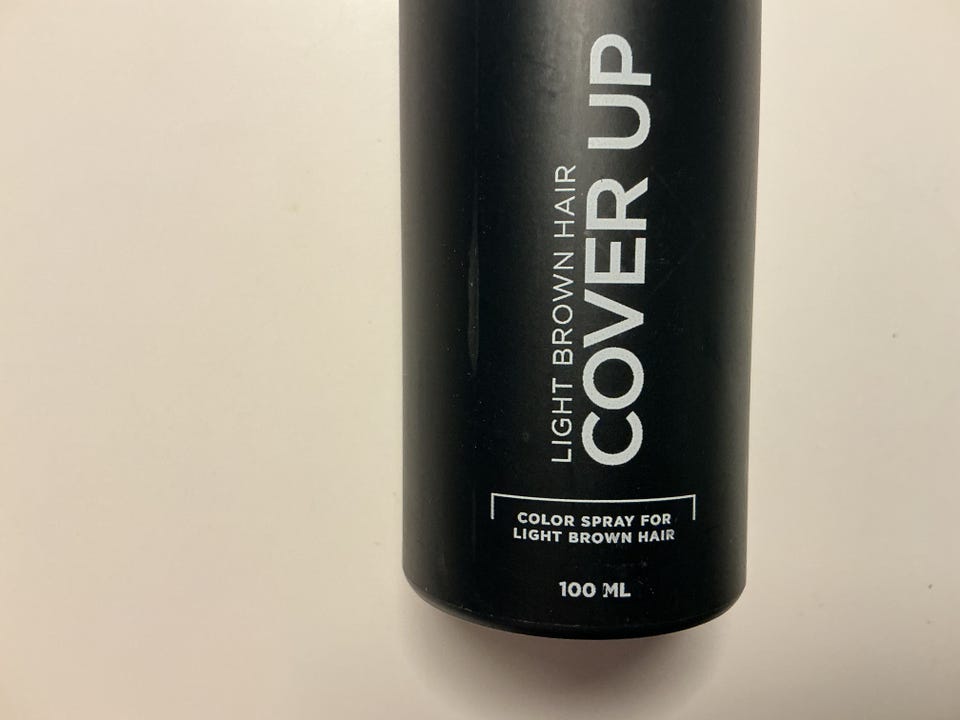 LIGHT BROWN HAIR
COVER UP
COLOR SPRAY FOR
LIGHT BROWN HAIR
100 ML